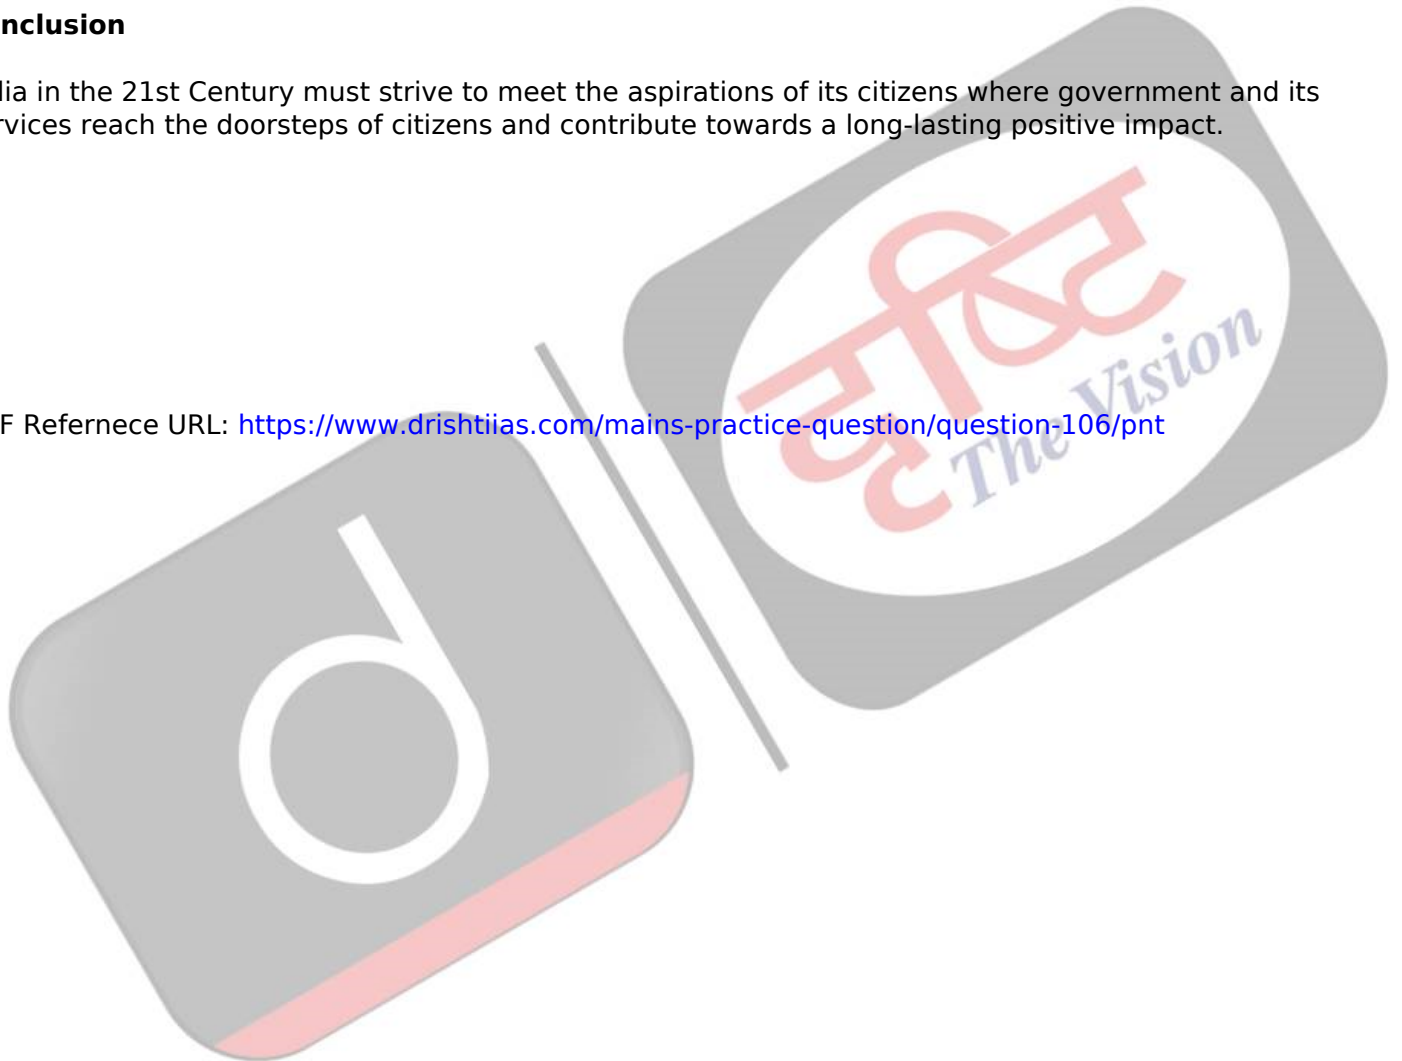 nclusion
lia in the 21st Century must strive to meet the aspirations of its citizens where government and its
rvices reach the doorsteps of citizens and contribute towards a long-lasting positive impact.
दृष्टि
The Vision
F Refernece URL: https://www.drishtiias.com/mains-practice-question/question-106/pnt
d